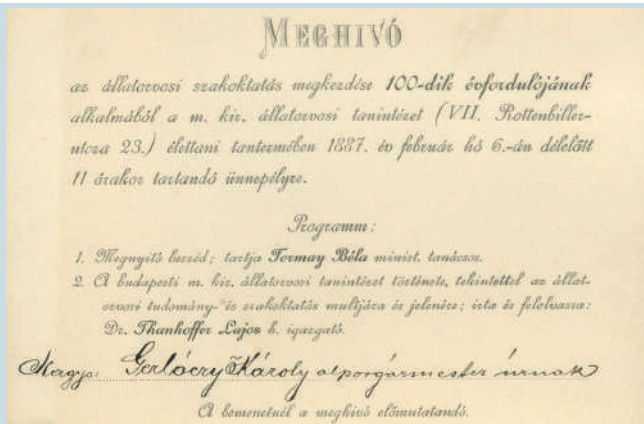 MEGHIVÓ
az állatorvosi szakoktatás megkezdése 100-dik évfordulójának
alkalmából a m. kir. állatorvosi tanintézet (VII. Rottenbiller-
utcza 23.) élettani tantermében 1887. év február hó 6.-án délelőtt
11 órakor tartandó ünnepélyre.
Programm:
1. Megnyitó beszéd; tartja Tormay Béla minist. tanácsos.
2. A budapesti m. kir. állatorvosi tanintézet története, tekintettel az állat-
orvosi tudomány- és szakoktatás multjára és jelenére; irta és felolvassa:
Dr. Thanhoffer Lajos h. igazgató.
Nagys: Gerlóczy Károly alpolgármester úrnak
A bemenetnél a meghivó előmutatandó.